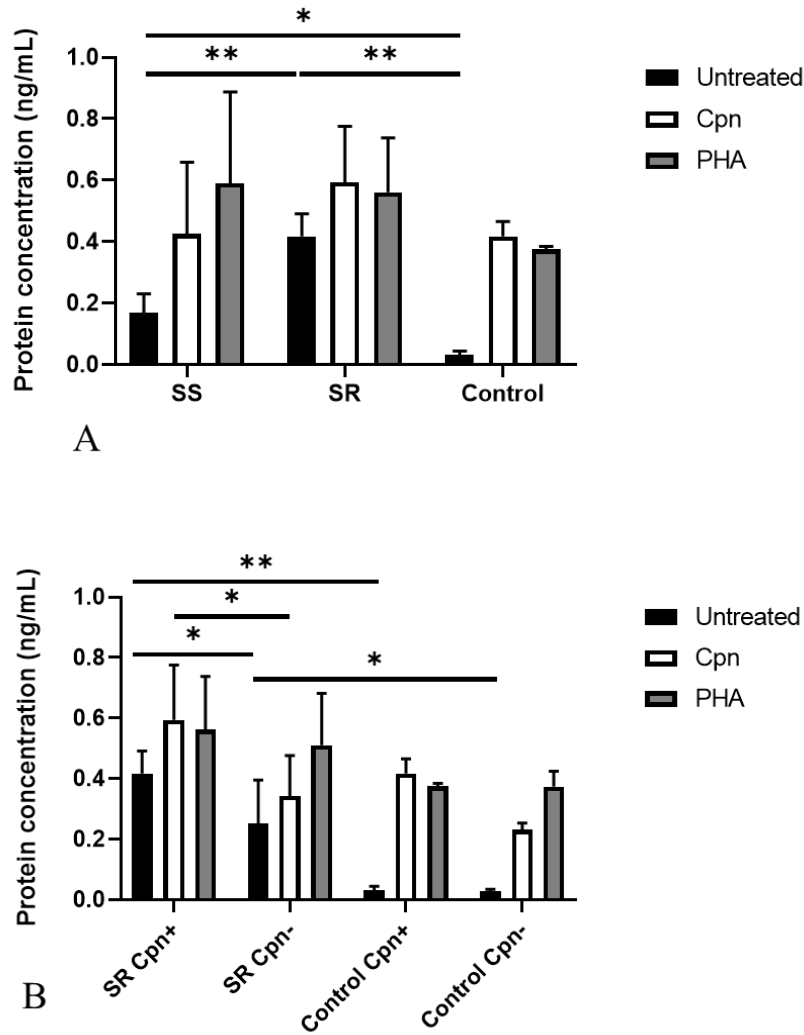 *
** **
Protein concentration (ng/mL)
1.0
0.8
0.6
0.4
0.2
0.0
SS SR Control
Untreated
Cpn
PHA
A
**
*
*
*
Protein concentration (ng/mL)
1.0
0.8
0.6
0.4
0.2
0.0
SR Cpn+
SR Cpn-
Control Cpn+
Control Cpn-
Untreated
Cpn
PHA
B